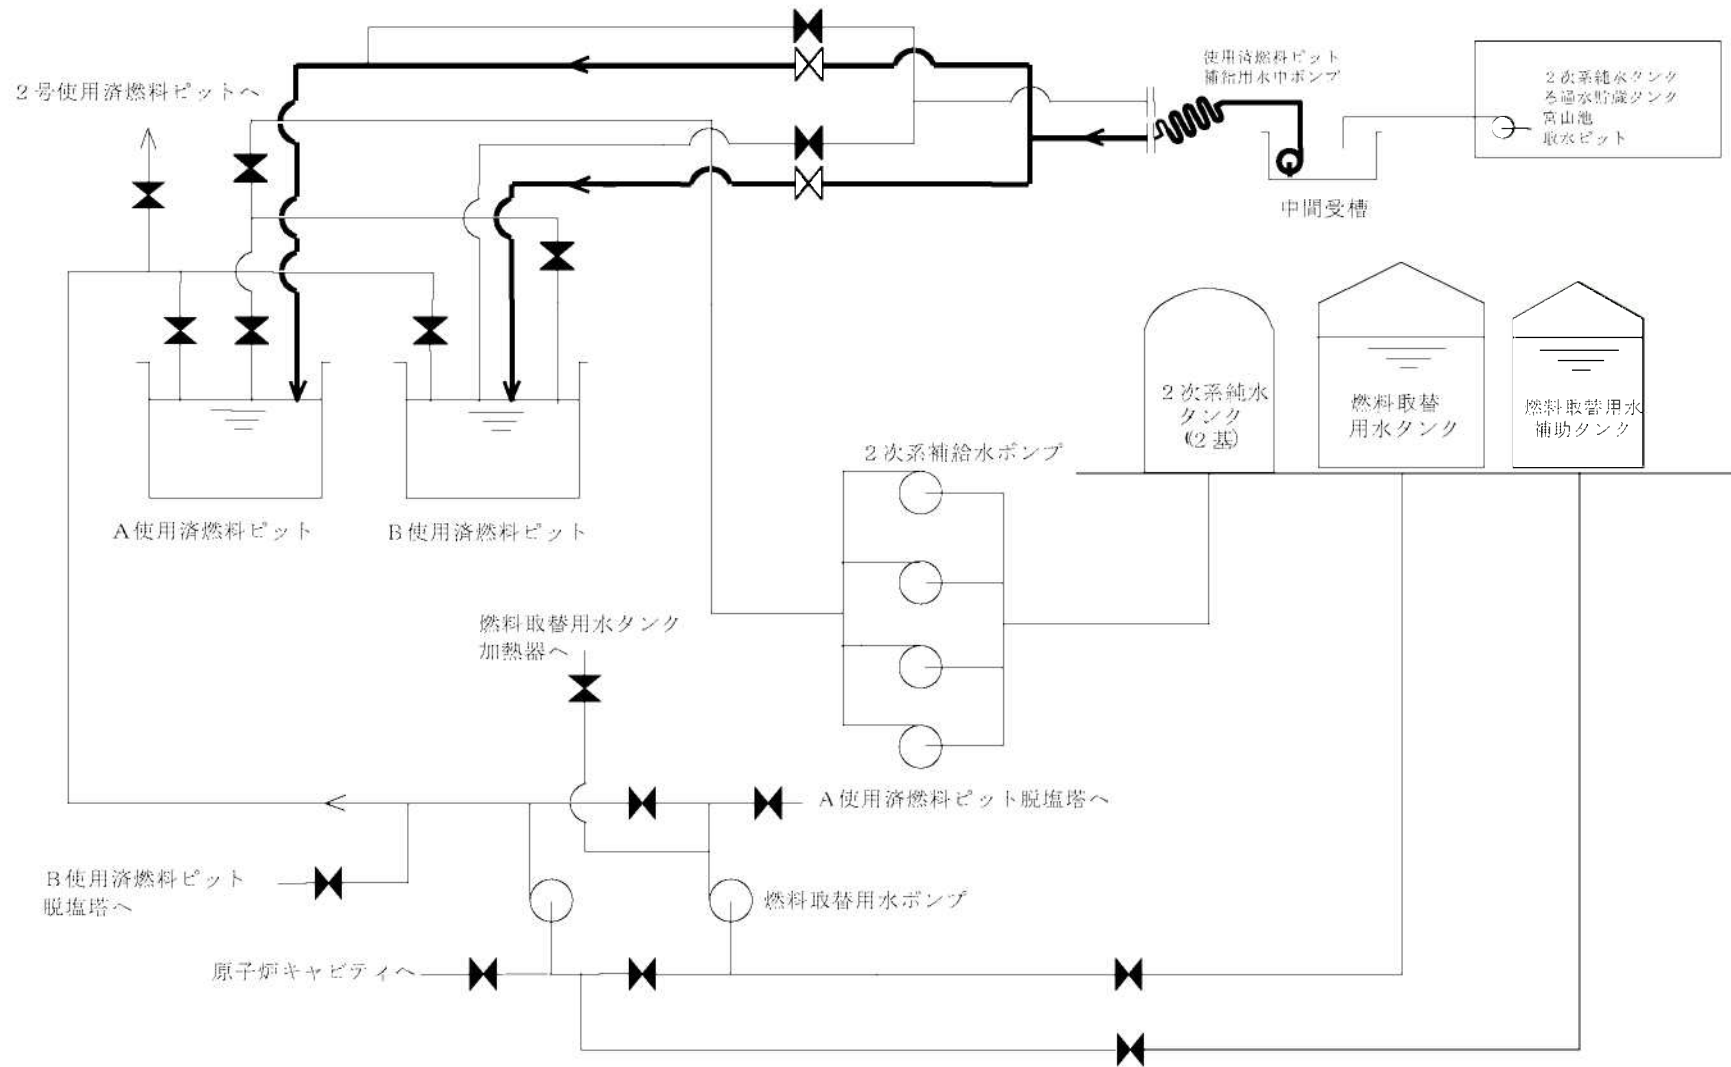 使用済燃料ピット
補給用水中ポンプ
2次系純水タンク
ろ過水貯蔵タンク
宮山池
取水ピット
2号使用済燃料ピットへ
中間受槽
2次系純水
タンク
(2基)
燃料取替
用水タンク
燃料取替用水
補助タンク
2次系補給水ポンプ
A使用済燃料ピット
B使用済燃料ピット
燃料取替用水タンク
加熱器へ
A使用済燃料ピット脱塩塔へ
B使用済燃料ピット
脱塩塔へ
燃料取替用水ポンプ
原子炉キャビティへ